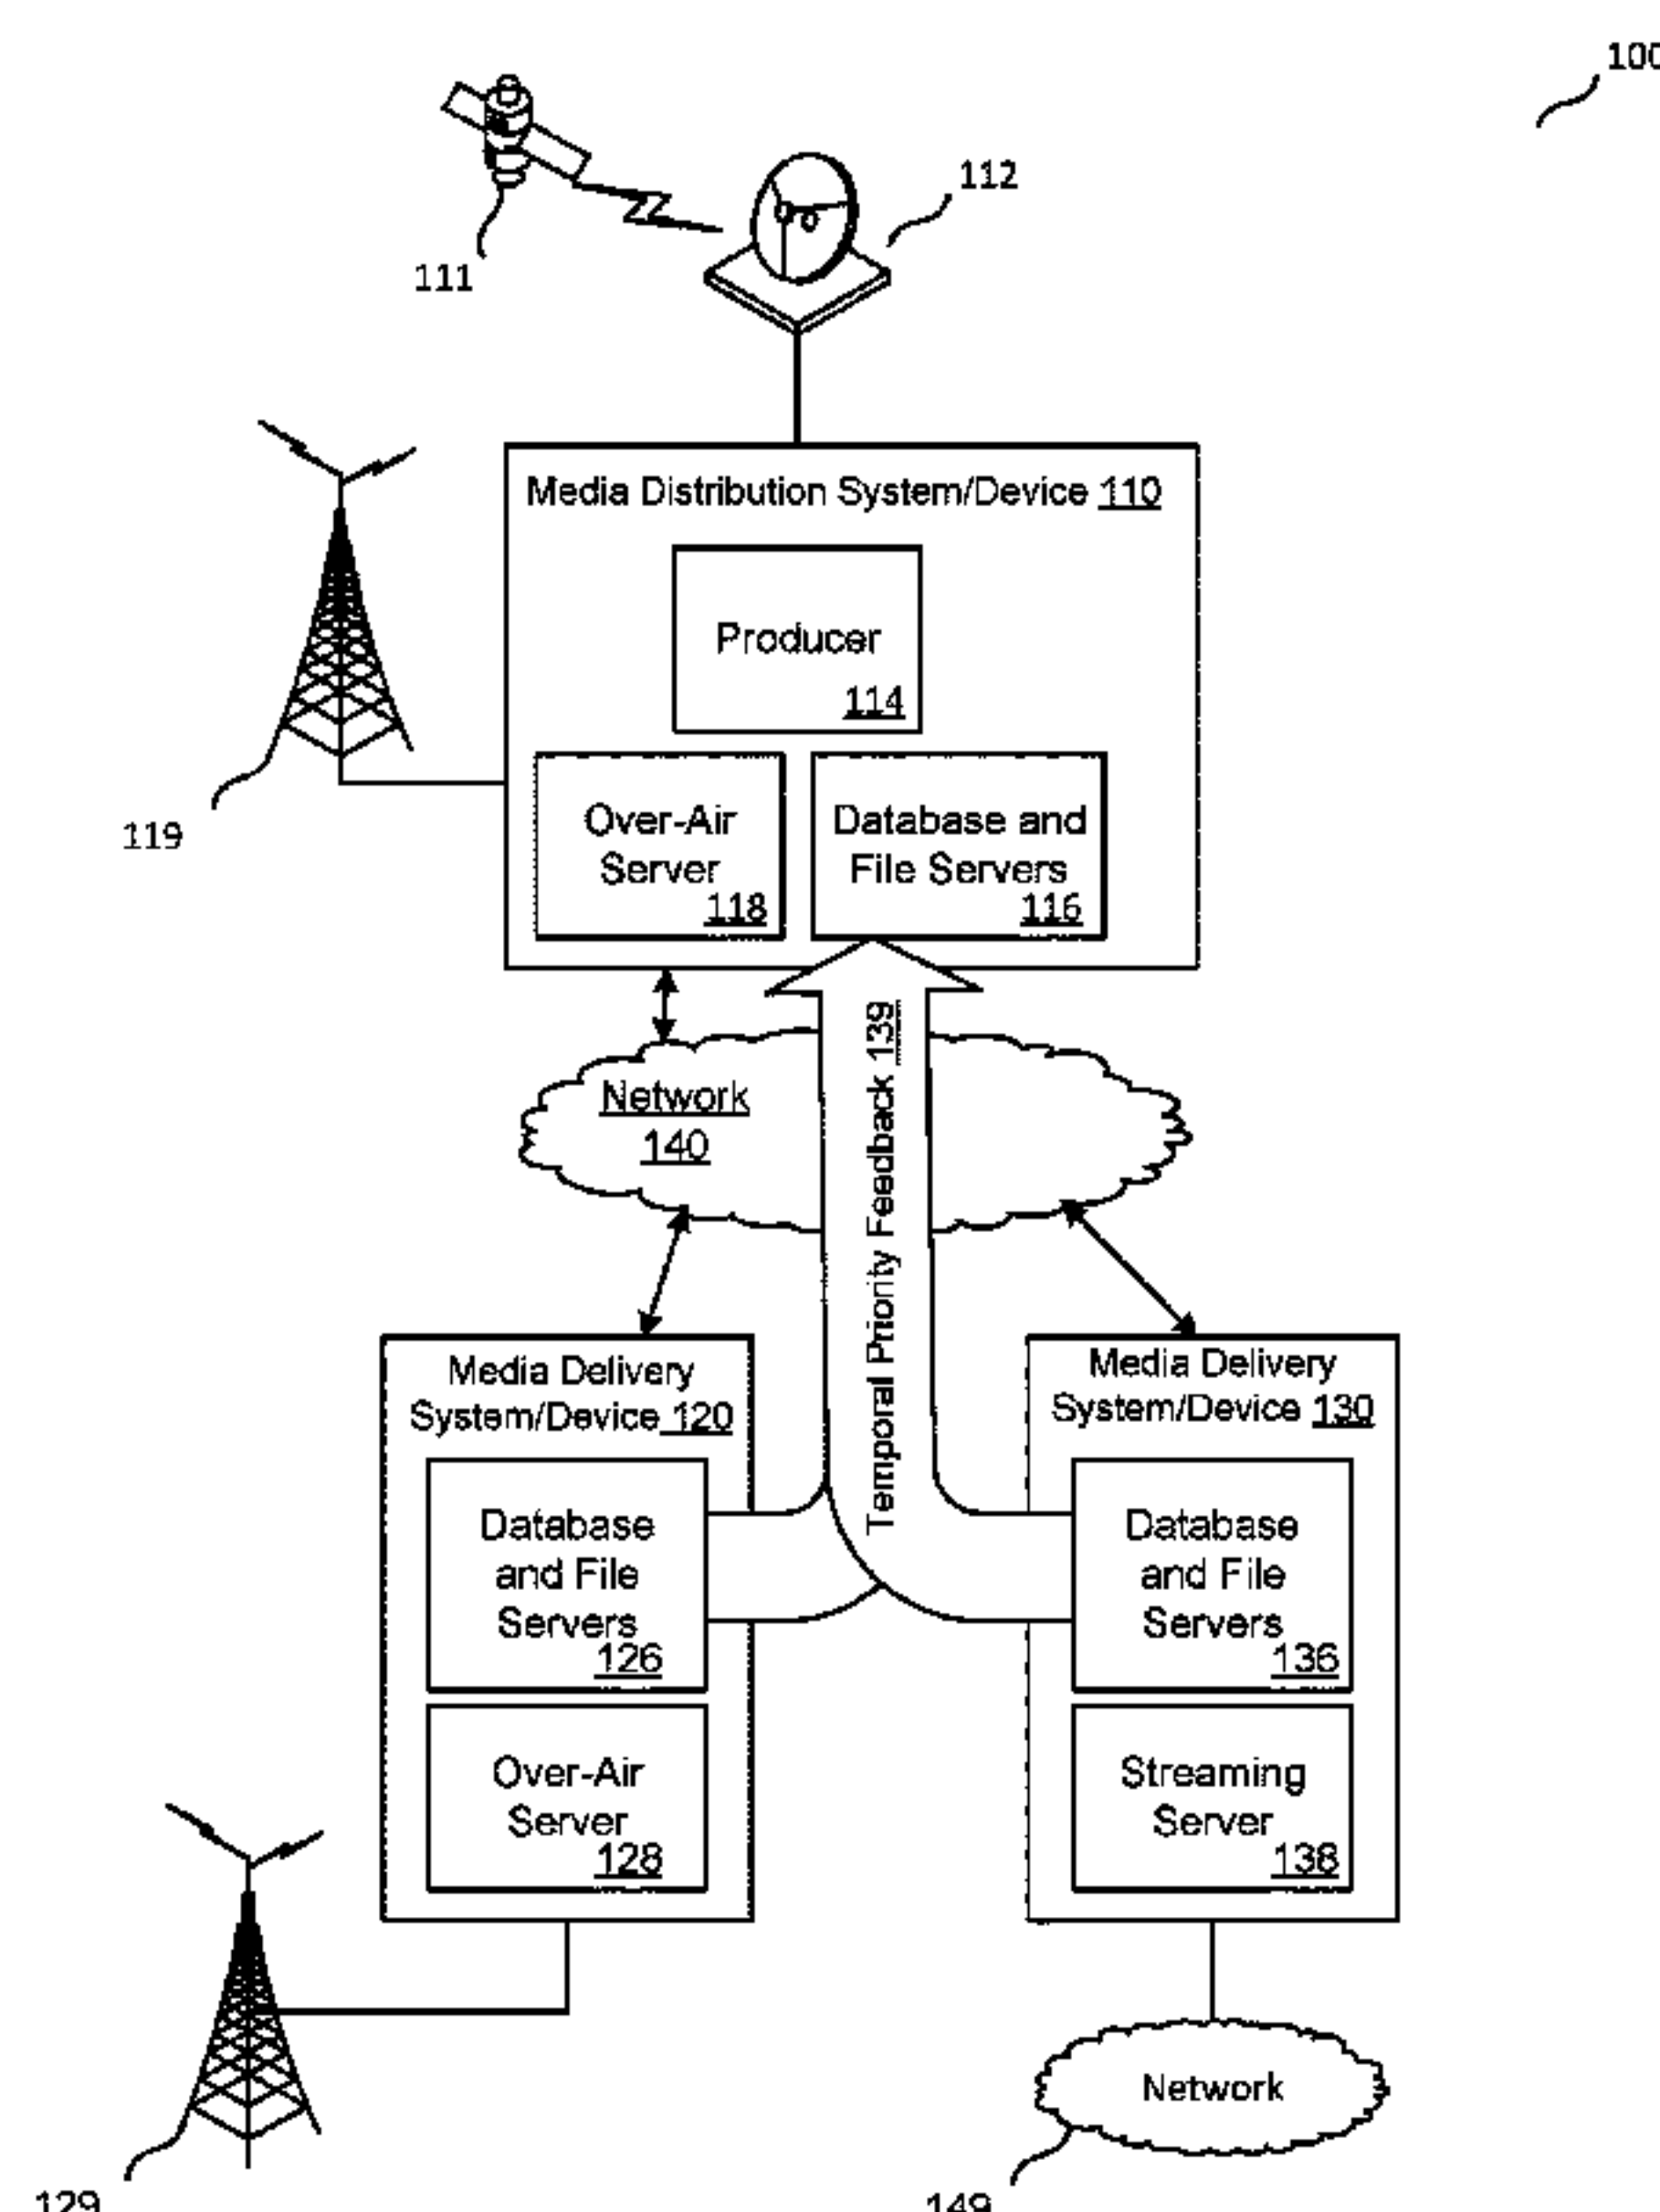 100
112
111
Media Distribution System/Device 110
Producer
114
119
Over-Air
Server
118
Database and
File Servers
116
Temporal Priority Feedback 139
Network
140
Media Delivery
System/Device 120
Database
and File
Servers
126
Over-Air
Server
128
Media Delivery
System/Device 130
Database
and File
Servers
136
Streaming
Server
138
Network
129
149